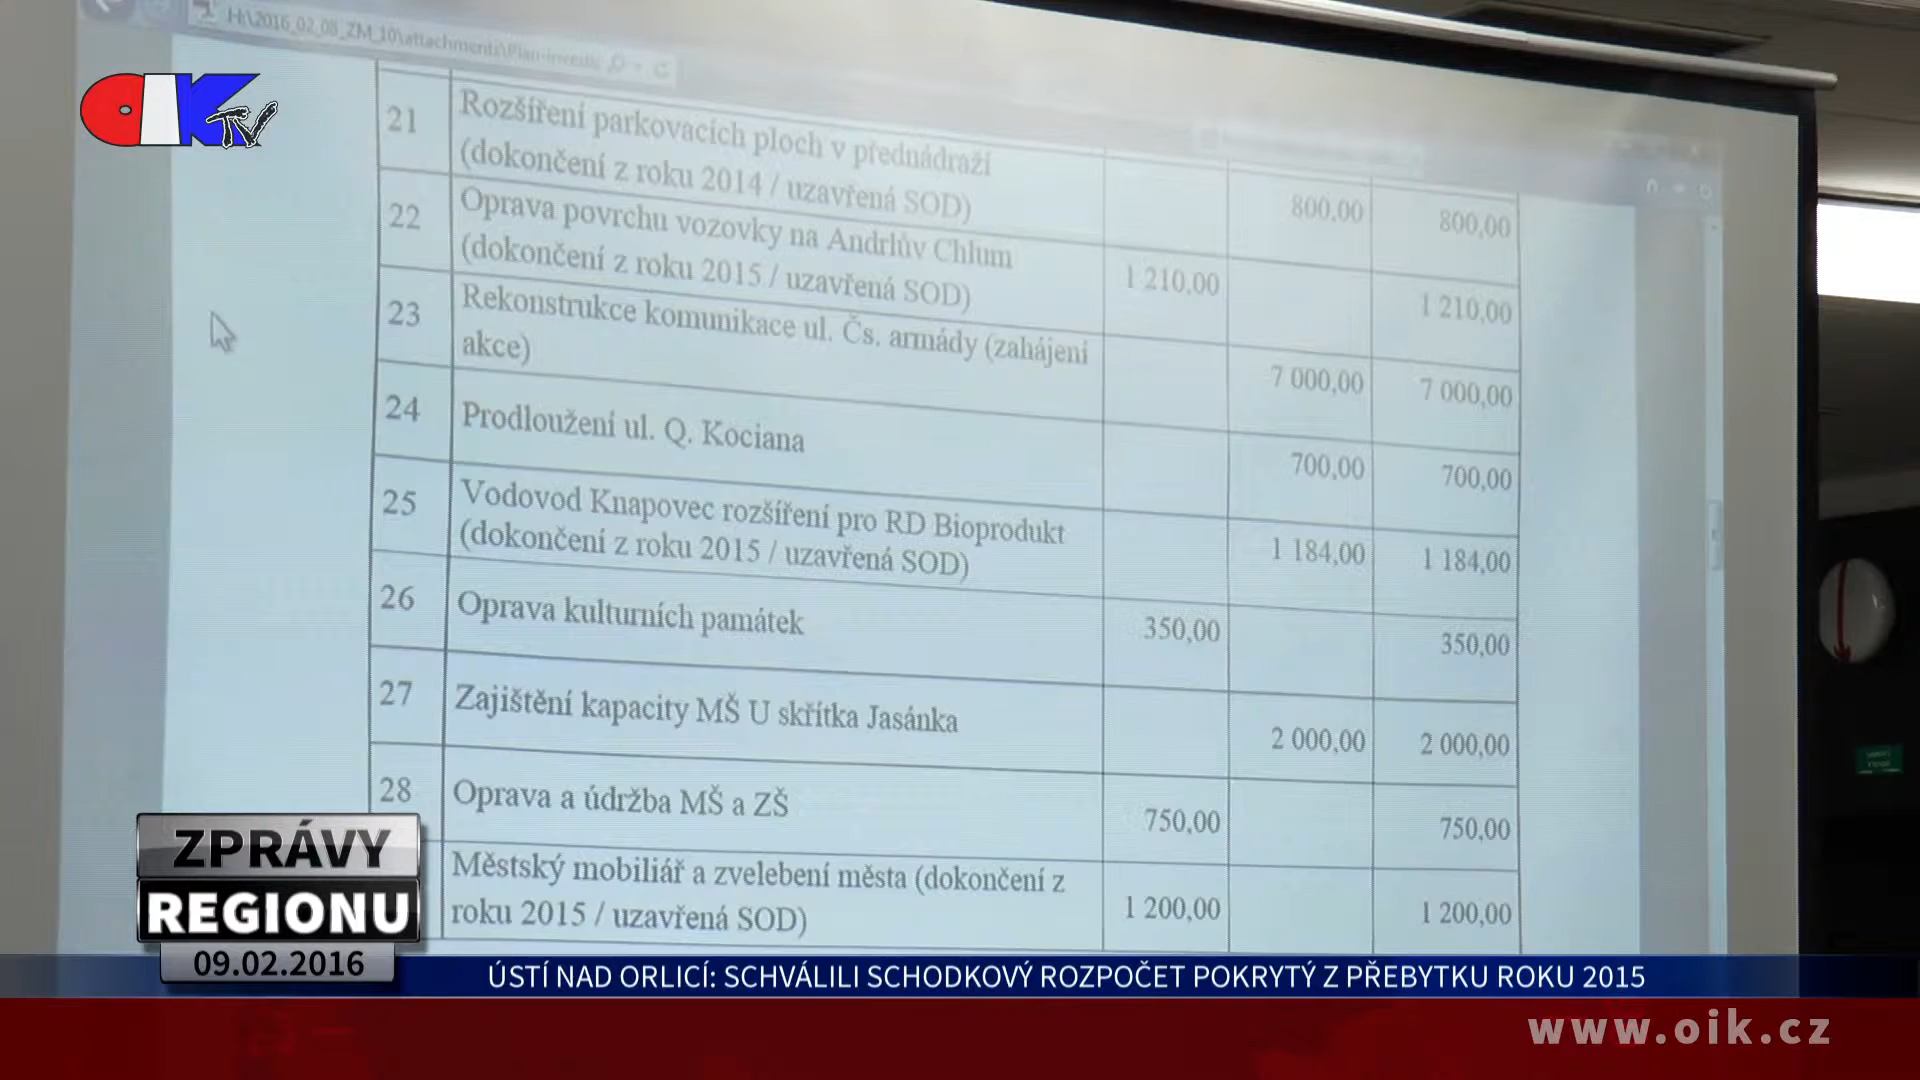 H:\2016_02_08_ZM_10\attachments\Plan-investic
OIK TV
21 Rozšíření parkovacích ploch v přednádraží
(dokončení z roku 2014 / uzavřená SOD) 800,00 800,00
22 Oprava povrchu vozovky na Andrlův Chlum
(dokončení z roku 2015 / uzavřená SOD) 1 210,00 1 210,00
23 Rekonstrukce komunikace ul. Čs. armády (zahájení
akce) 7 000,00 7 000,00
24 Prodloužení ul. Q. Kociana 700,00 700,00
25 Vodovod Knapovec rozšíření pro RD Bioprodukt
(dokončení z roku 2015 / uzavřená SOD) 1 184,00 1 184,00
26 Oprava kulturních památek 350,00 350,00
27 Zajištění kapacity MŠ U skřítka Jasánka 2 000,00 2 000,00
28 Oprava a údržba MŠ a ZŠ 750,00 750,00
Městský mobiliář a zvelebení města (dokončení z
roku 2015 / uzavřená SOD) 1 200,00 1 200,00
ZPRÁVY
REGIONU
09.02.2016
ÚSTÍ NAD ORLICÍ: SCHVÁLILI SCHODKOVÝ ROZPOČET POKRYTÝ Z PŘEBYTKU ROKU 2015
www.oik.cz